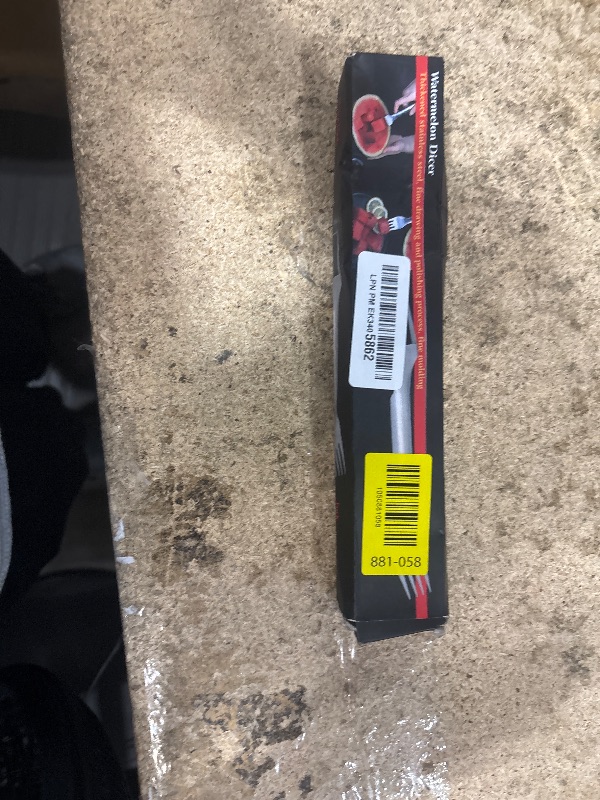 Watermelon Dicer
Thickened stainless steel, fine drawing and polishing process, fine molding
LPN PM EK340 5862
881-058